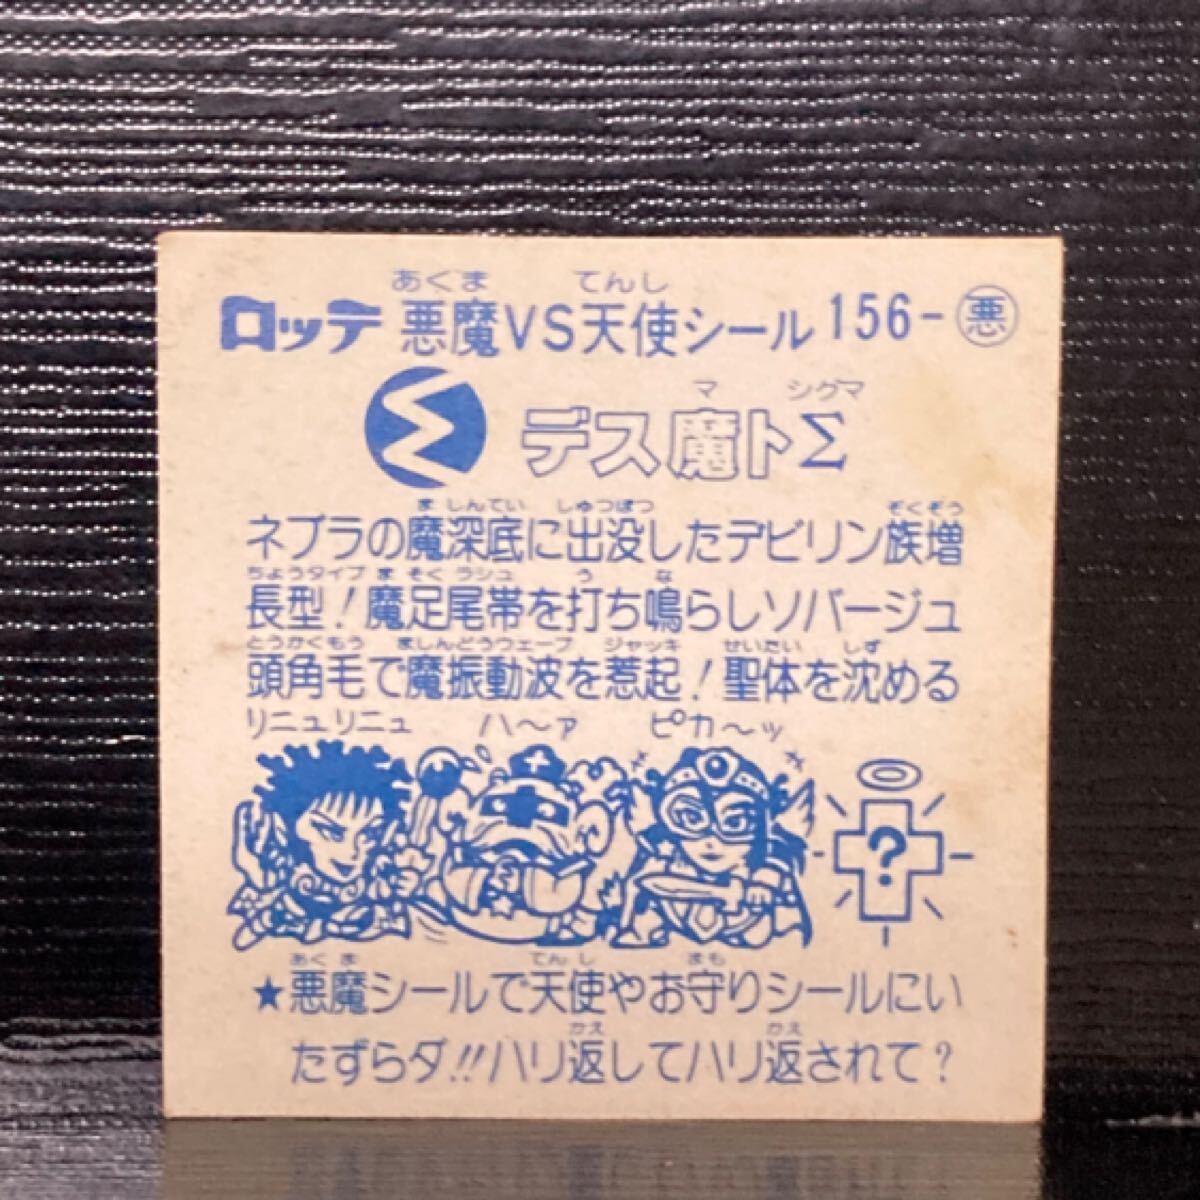 あくま てんし
ロッテ 悪魔VS天使シール 156-悪
マ シグマ
デス魔トΣ
ま しんてい しゅつぼつ ぞくぞう
ネブラの魔深底に出没したデビリン族増
ちょうタイプ ま そく ラシュ う な
長型!魔足尾帯を打ち鳴らしソバージュ
とうかくもう ましんどうウェーブ ジャッキ せいたい しず
頭角毛で魔振動波を惹起!聖体を沈める
リニュリニュ ハ〜ァ ピカ〜ッ
?
あくま てんし まも
★悪魔シールで天使やお守りシールにい
かえ かえ
たずらダ!!ハリ返してハリ返されて?